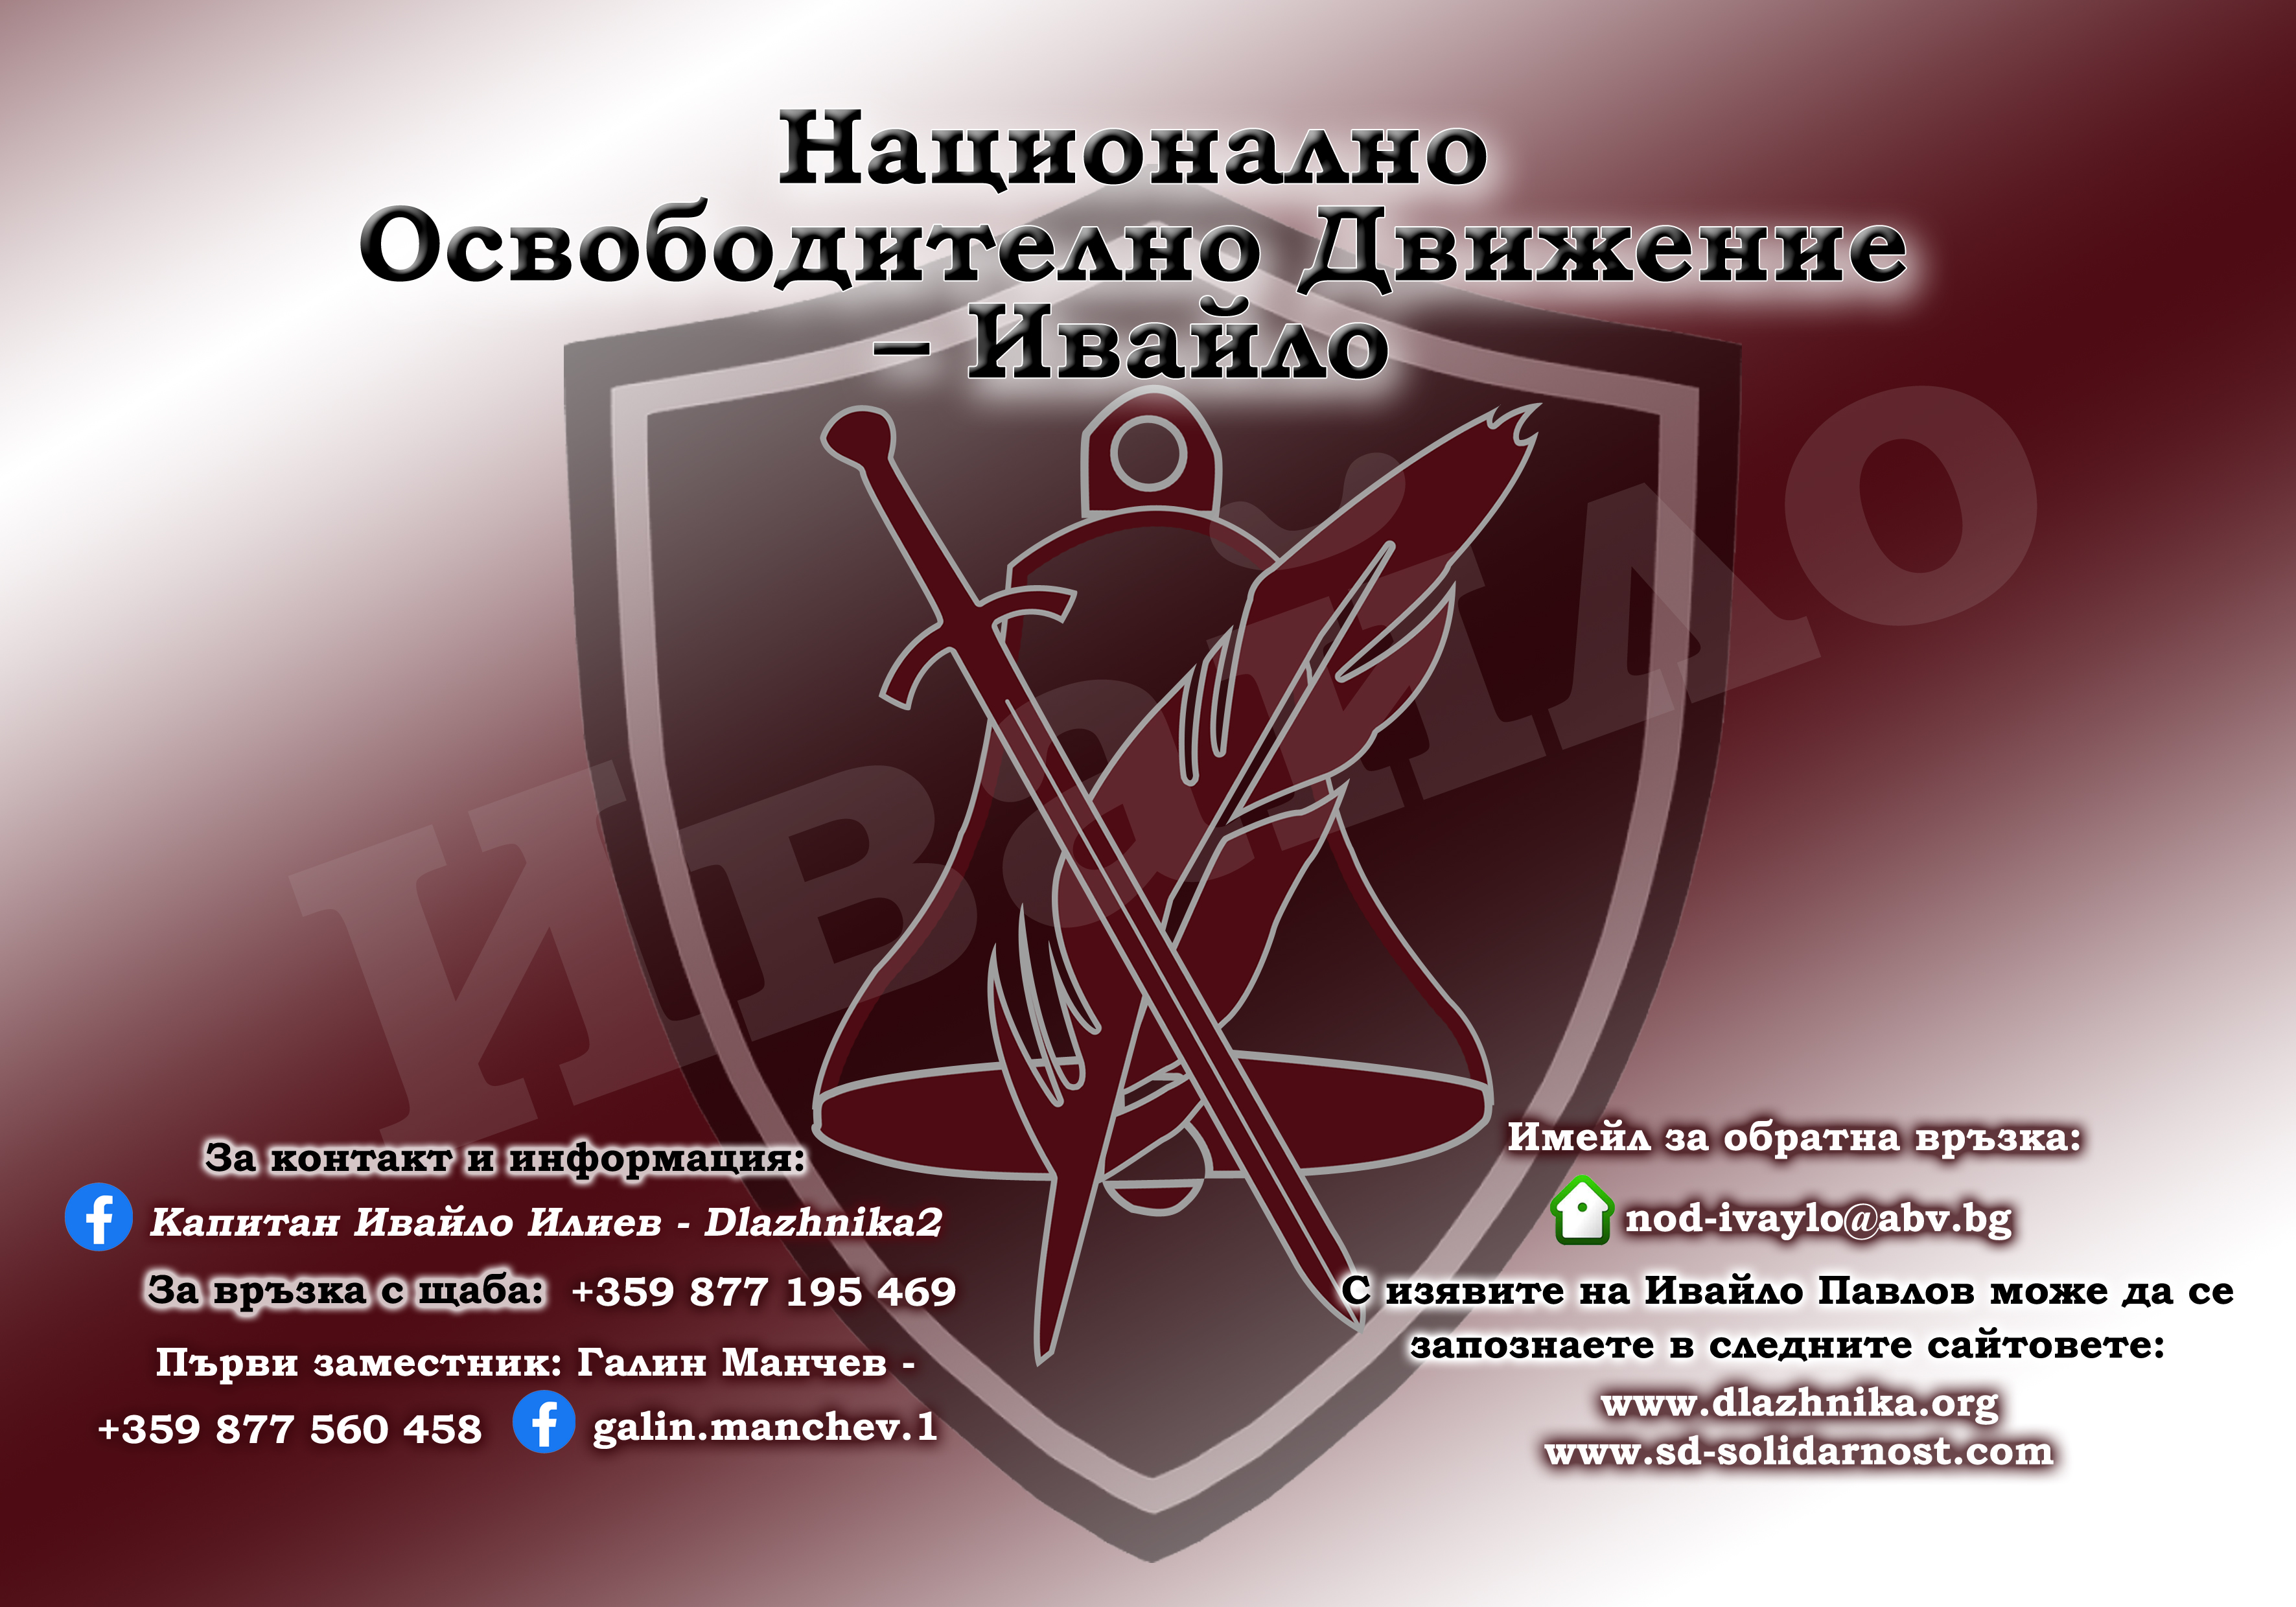 Национално
Освободително Движение
– Ивайло
Ивайло
За контакт и информация:
Капитан Ивайло Илиев - Dlazhnika2
За връзка с щаба: +359 877 195 469
Първи заместник: Галин Манчев -
+359 877 560 458 galin.manchev.1
Имейл за обратна връзка:
nod-ivaylo@abv.bg
С изявите на Ивайло Павлов може да се
запознаете в следните сайтовете:
www.dlazhnika.org
www.sd-solidarnost.com